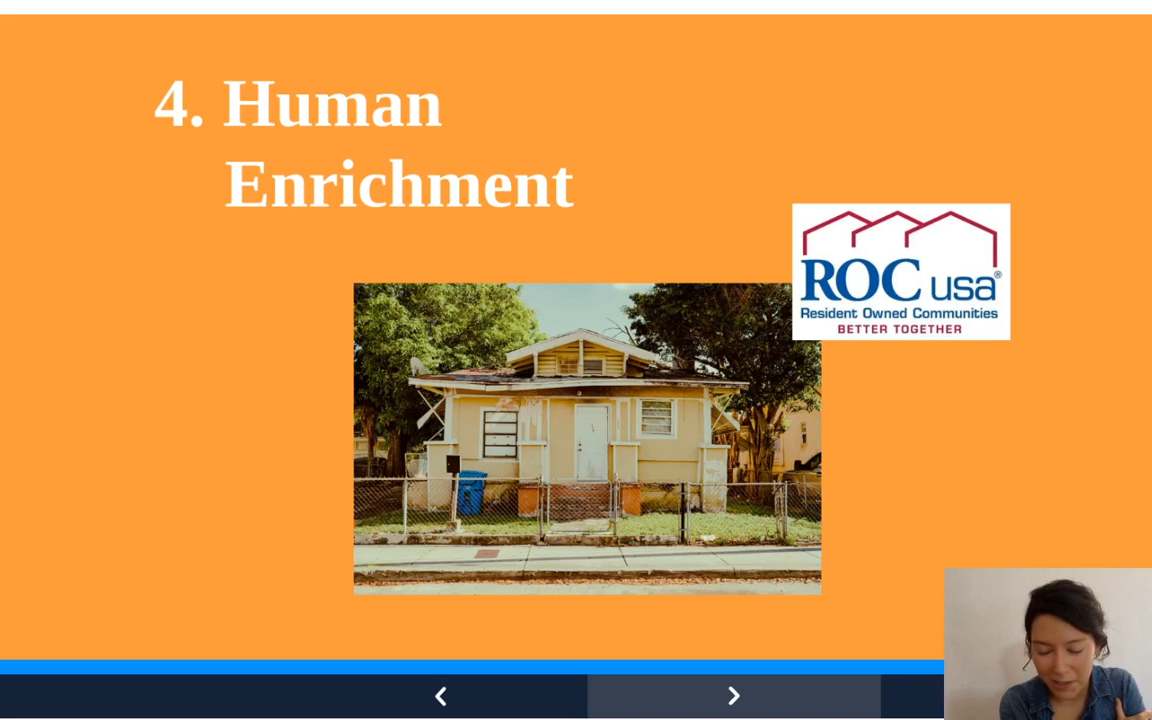 4. Human
Enrichment
ROC usa®
Resident Owned Communities
BETTER TOGETHER